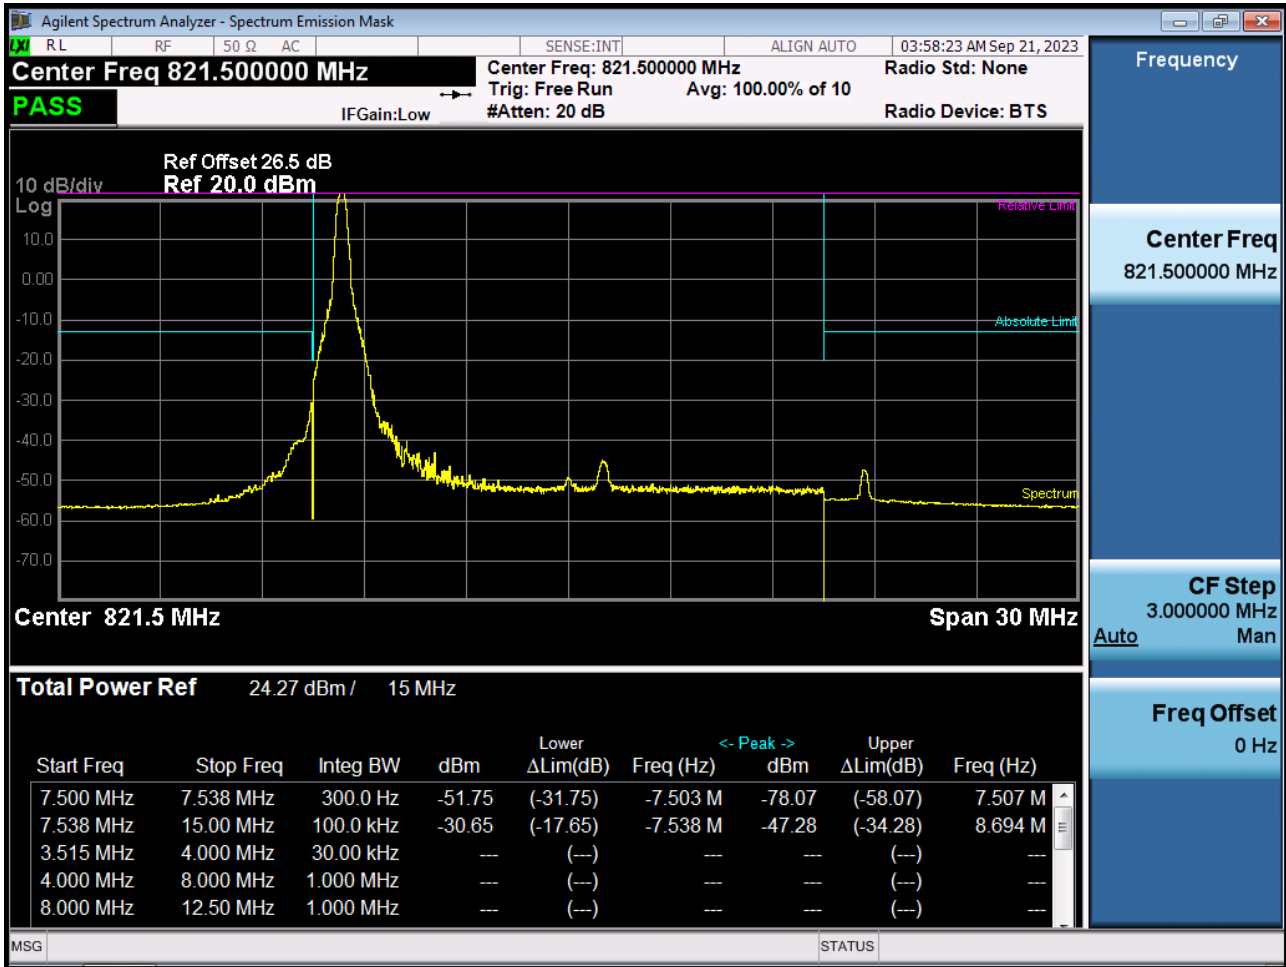 Agilent Spectrum Analyzer - Spectrum Emission Mask
LXI RL RF 50 Ω AC SENSE:INT ALIGN AUTO 03:58:23 AM Sep 21, 2023
Center Freq 821.500000 MHz
Center Freq: 821.500000 MHz
Radio Std: None
Trig: Free Run Avg: 100.00% of 10
PASS
IFGain:Low
#Atten: 20 dB
Radio Device: BTS
Ref Offset 26.5 dB
10 dB/div Ref 20.0 dBm
Log
Relative Limit
10.0
0.00
-10.0
Absolute Limit
-20.0
-30.0
-40.0
-50.0
Spectrum
-60.0
-70.0
Center 821.5 MHz Span 30 MHz
Total Power Ref 24.27 dBm / 15 MHz
Lower <- Peak -> Upper
Start Freq Stop Freq Integ BW dBm ΔLim(dB) Freq (Hz) dBm ΔLim(dB) Freq (Hz)
7.500 MHz 7.538 MHz 300.0 Hz -51.75 (-31.75) -7.503 M -78.07 (-58.07) 7.507 M
7.538 MHz 15.00 MHz 100.0 kHz -30.65 (-17.65) -7.538 M -47.28 (-34.28) 8.694 M
3.515 MHz 4.000 MHz 30.00 kHz --- (---) --- --- (---) ---
4.000 MHz 8.000 MHz 1.000 MHz --- (---) --- --- (---) ---
8.000 MHz 12.50 MHz 1.000 MHz --- (---) --- --- (---) ---
MSG STATUS
Frequency
Center Freq
821.500000 MHz
CF Step
3.000000 MHz
Auto Man
Freq Offset
0 Hz